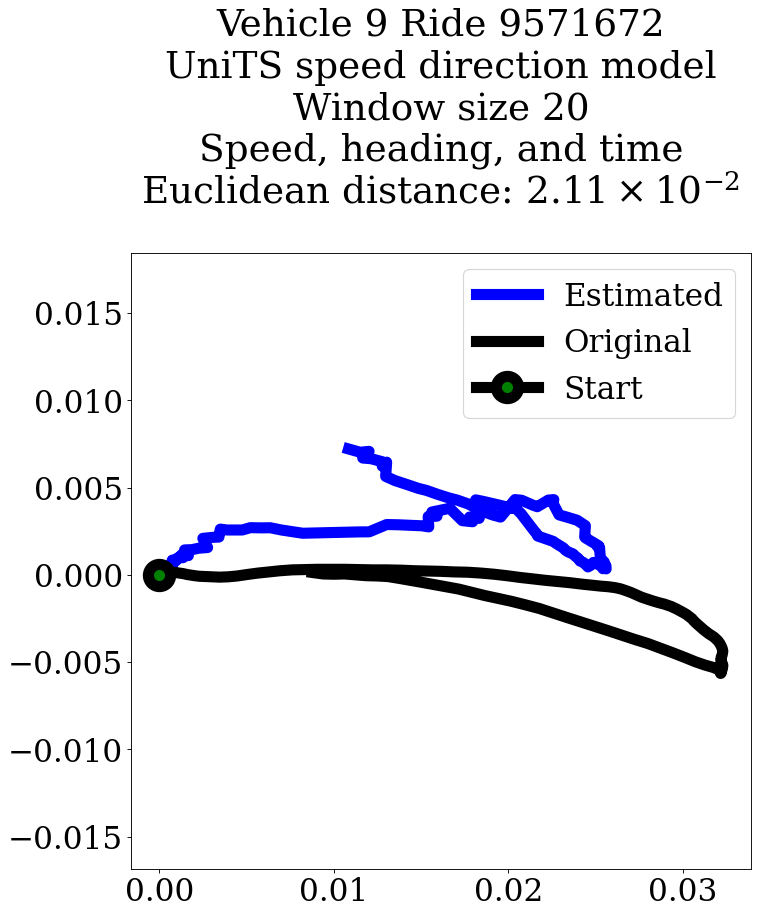 Vehicle 9 Ride 9571672
UniTS speed direction model
Window size 20
Speed, heading, and time
Euclidean distance: 2.11 × 10⁻²
Estimated
Original
Start
0.015
0.010
0.005
0.000
−0.005
−0.010
−0.015
0.00 0.01 0.02 0.03